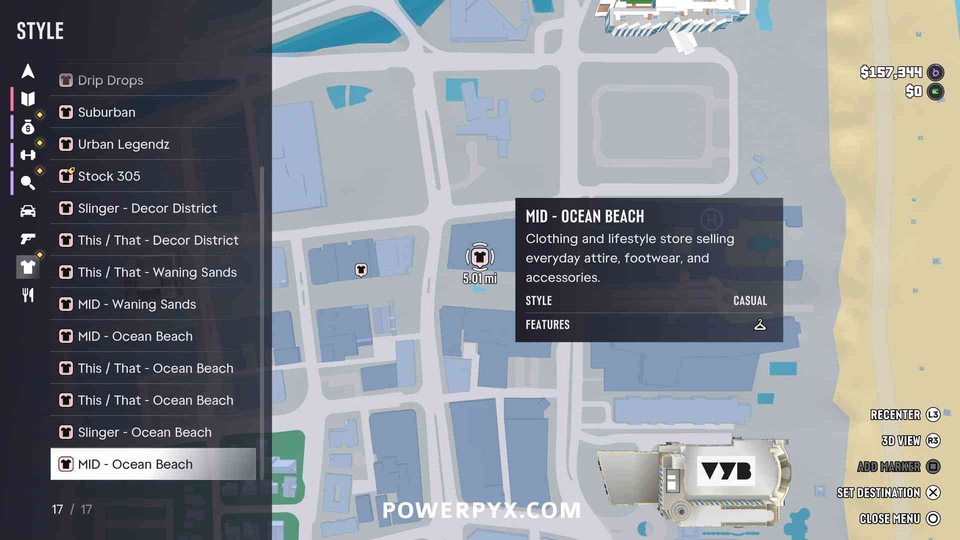 STYLE
Drip Drops
Suburban
Urban Legendz
Stock 305
Slinger - Decor District
This / That - Decor District
This / That - Waning Sands
MID - Waning Sands
MID - Ocean Beach
This / That - Ocean Beach
This / That - Ocean Beach
Slinger - Ocean Beach
MID - Ocean Beach
17 / 17
$157,344
$0
5.01 mi
MID - OCEAN BEACH
Clothing and lifestyle store selling
everyday attire, footwear, and
accessories.
STYLE CASUAL
FEATURES
VYB
RECENTER L3
3D VIEW R3
ADD MARKER
SET DESTINATION
CLOSE MENU
POWERPYX.COM